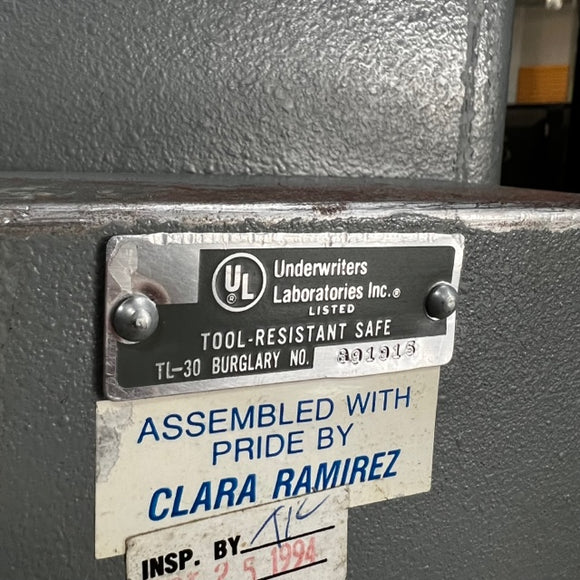 UL
®
Underwriters
Laboratories Inc.®
LISTED
TOOL-RESISTANT SAFE
TL-30 BURGLARY NO. 891915
ASSEMBLED WITH
PRIDE BY
CLARA RAMIREZ
INSP. BY
25 1994